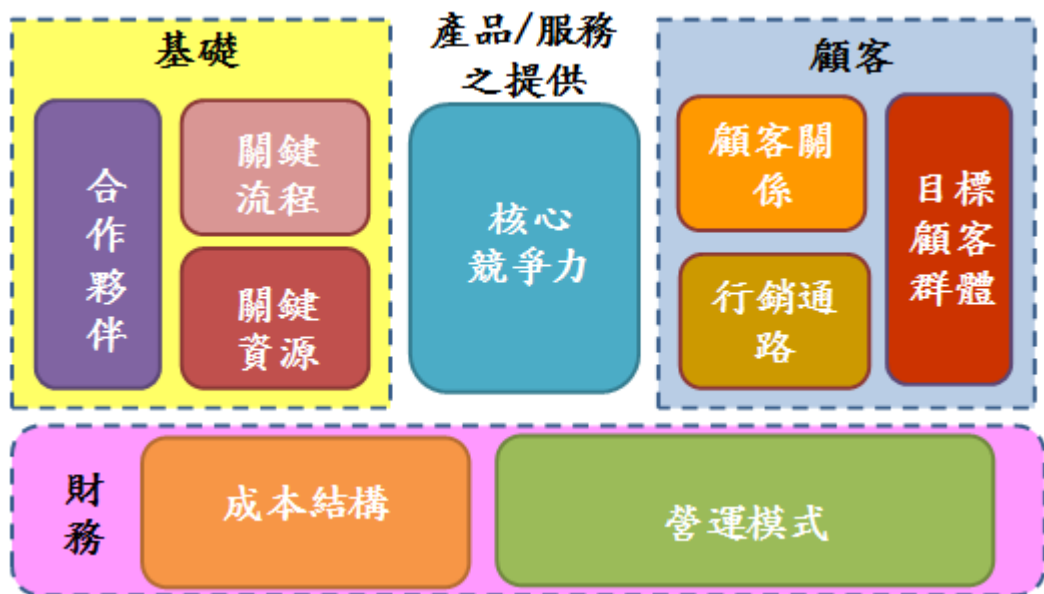 基礎
合
作
夥
伴
關鍵
流程
關鍵
資源
產品/服務
之提供
核心
競爭力
顧客
顧客關
係
行銷通
路
目標
顧客
群體
財
務
成本結構
營運模式